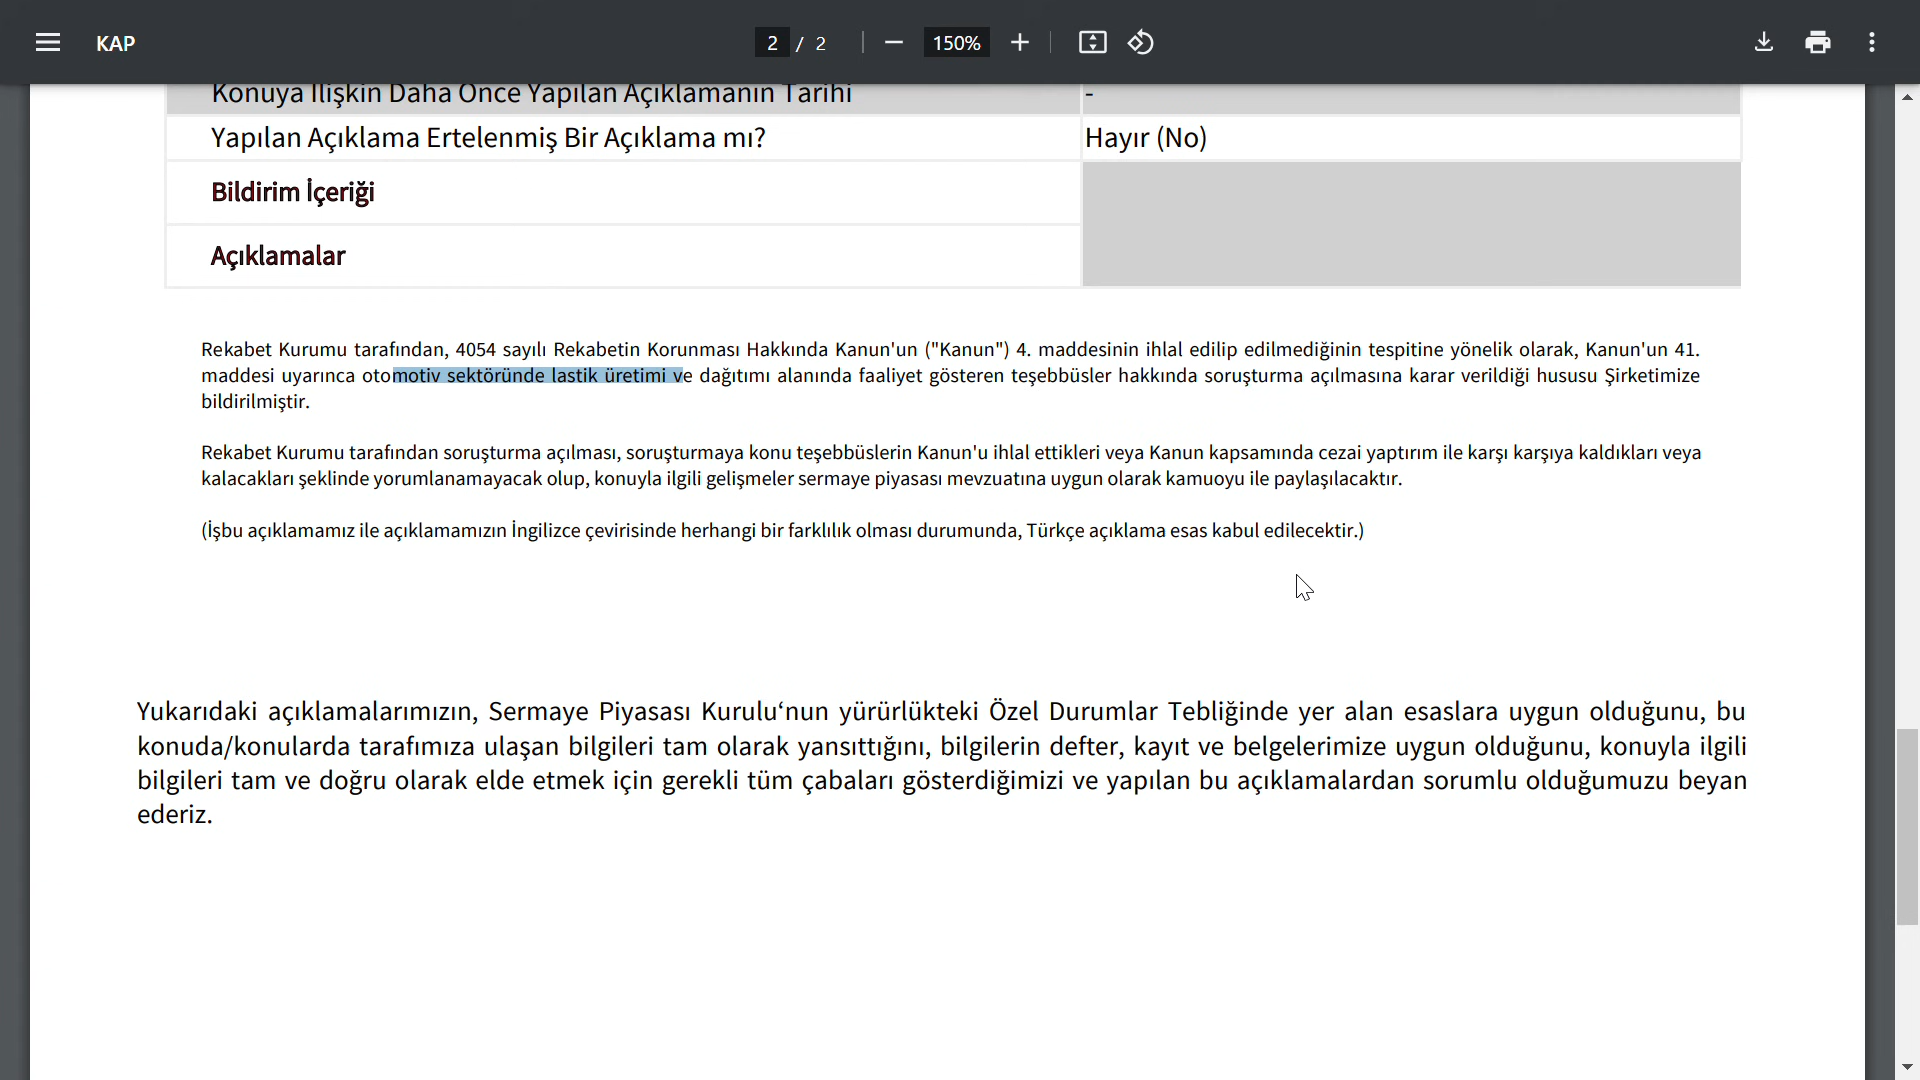 KAP
2 / 2
150%
Konuya İlişkin Daha Önce Yapılan Açıklamanın Tarihi
-
Yapılan Açıklama Ertelenmiş Bir Açıklama mı?
Hayır (No)
Bildirim İçeriği
Açıklamalar
Rekabet Kurumu tarafından, 4054 sayılı Rekabetin Korunması Hakkında Kanun'un ("Kanun") 4. maddesinin ihlal edilip edilmediğinin tespitine yönelik olarak, Kanun'un 41.
maddesi uyarınca otomotiv sektöründe lastik üretimi ve dağıtımı alanında faaliyet gösteren teşebbüsler hakkında soruşturma açılmasına karar verildiği hususu Şirketimize
bildirilmiştir.
Rekabet Kurumu tarafından soruşturma açılması, soruşturmaya konu teşebbüslerin Kanun'u ihlal ettikleri veya Kanun kapsamında cezai yaptırım ile karşı karşıya kaldıkları veya
kalacakları şeklinde yorumlanamayacak olup, konuyla ilgili gelişmeler sermaye piyasası mevzuatına uygun olarak kamuoyu ile paylaşılacaktır.
(İşbu açıklamamız ile açıklamamızın İngilizce çevirisinde herhangi bir farklılık olması durumunda, Türkçe açıklama esas kabul edilecektir.)
Yukarıdaki açıklamalarımızın, Sermaye Piyasası Kurulu‘nun yürürlükteki Özel Durumlar Tebliğinde yer alan esaslara uygun olduğunu, bu
konuda/konularda tarafımıza ulaşan bilgileri tam olarak yansıttığını, bilgilerin defter, kayıt ve belgelerimize uygun olduğunu, konuyla ilgili
bilgileri tam ve doğru olarak elde etmek için gerekli tüm çabaları gösterdiğimizi ve yapılan bu açıklamalardan sorumlu olduğumuzu beyan
ederiz.